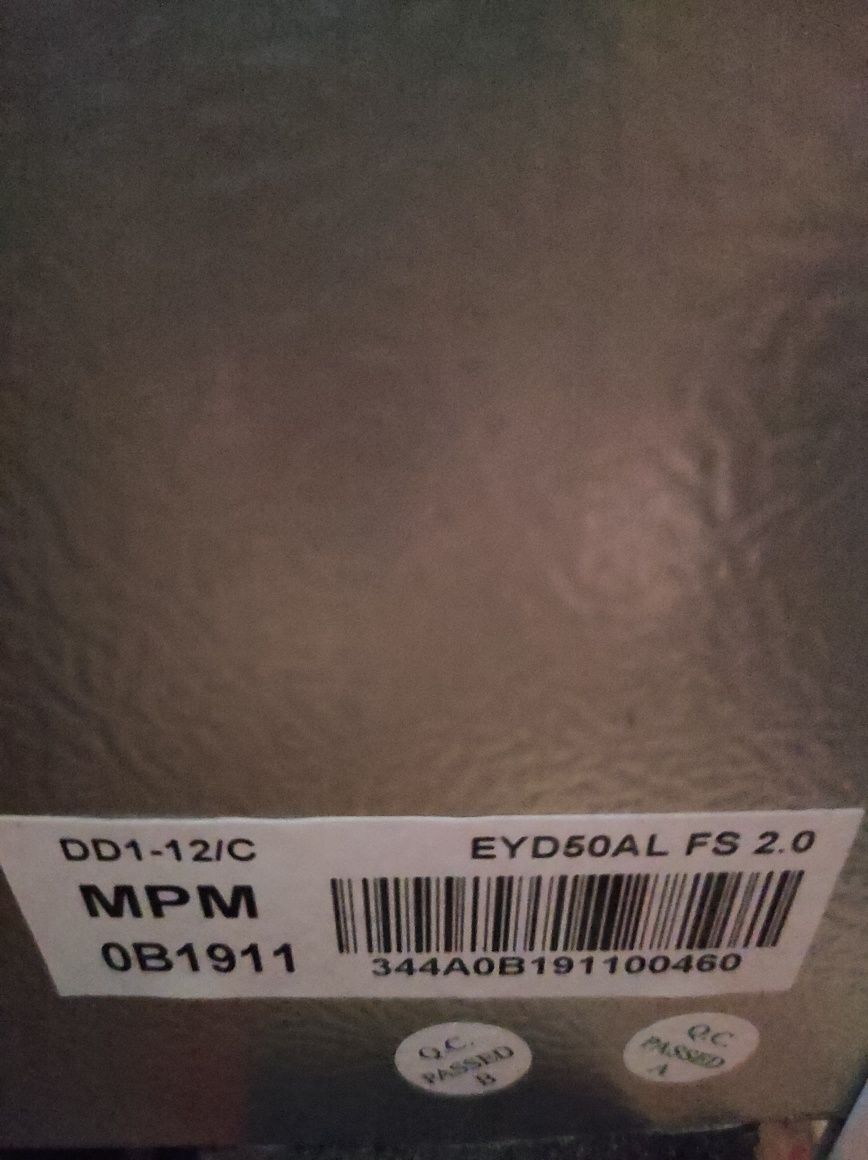 DD1-12/C
EYD50AL FS 2.0
MPM
0B1911
344A0B191100460
Q.C.
PASSED
B
Q.C
PASSED
A